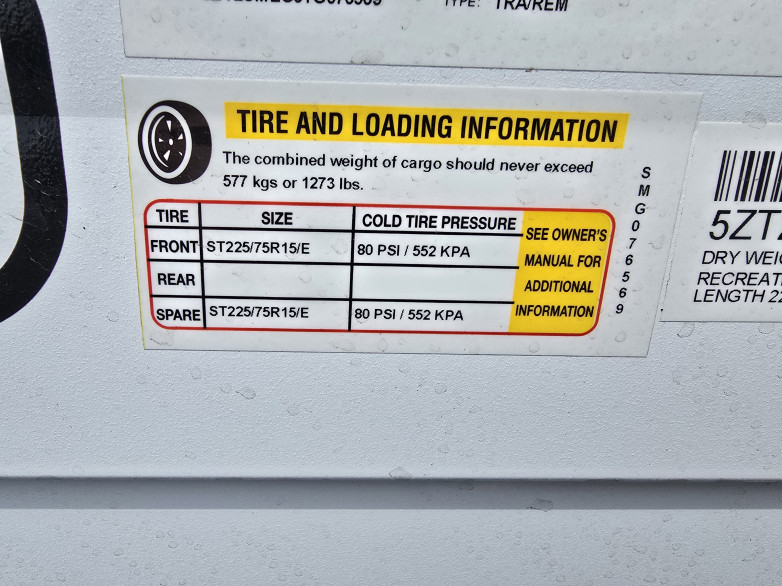 TYPE: TRA/REM
TIRE AND LOADING INFORMATION
The combined weight of cargo should never exceed
577 kgs or 1273 lbs.
TIRE SIZE COLD TIRE PRESSURE
FRONT ST225/75R15/E 80 PSI / 552 KPA
REAR
SPARE ST225/75R15/E 80 PSI / 552 KPA
SEE OWNER'S
MANUAL FOR
ADDITIONAL
INFORMATION
SMG076569
5ZT
DRY WEIG
RECREATI
LENGTH 22